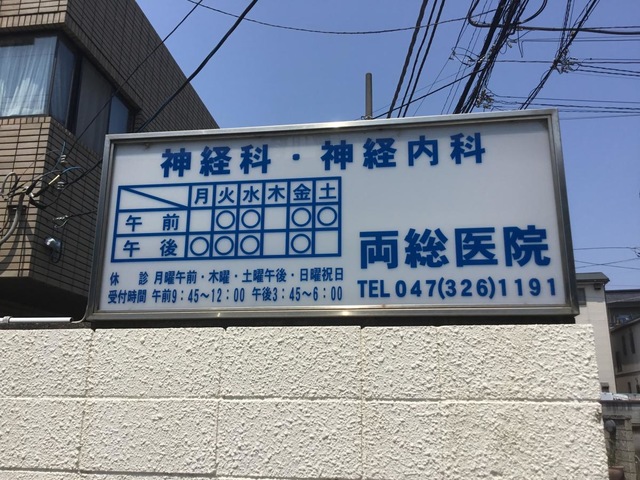 神経科・神経内科
月火水木金土
午前 ○○ ○○
午後 ○○○ ○
両総医院
休診 月曜午前・木曜・土曜午後・日曜祝日
受付時間 午前9:45～12:00 午後3:45～6:00
TEL 047(326)1191